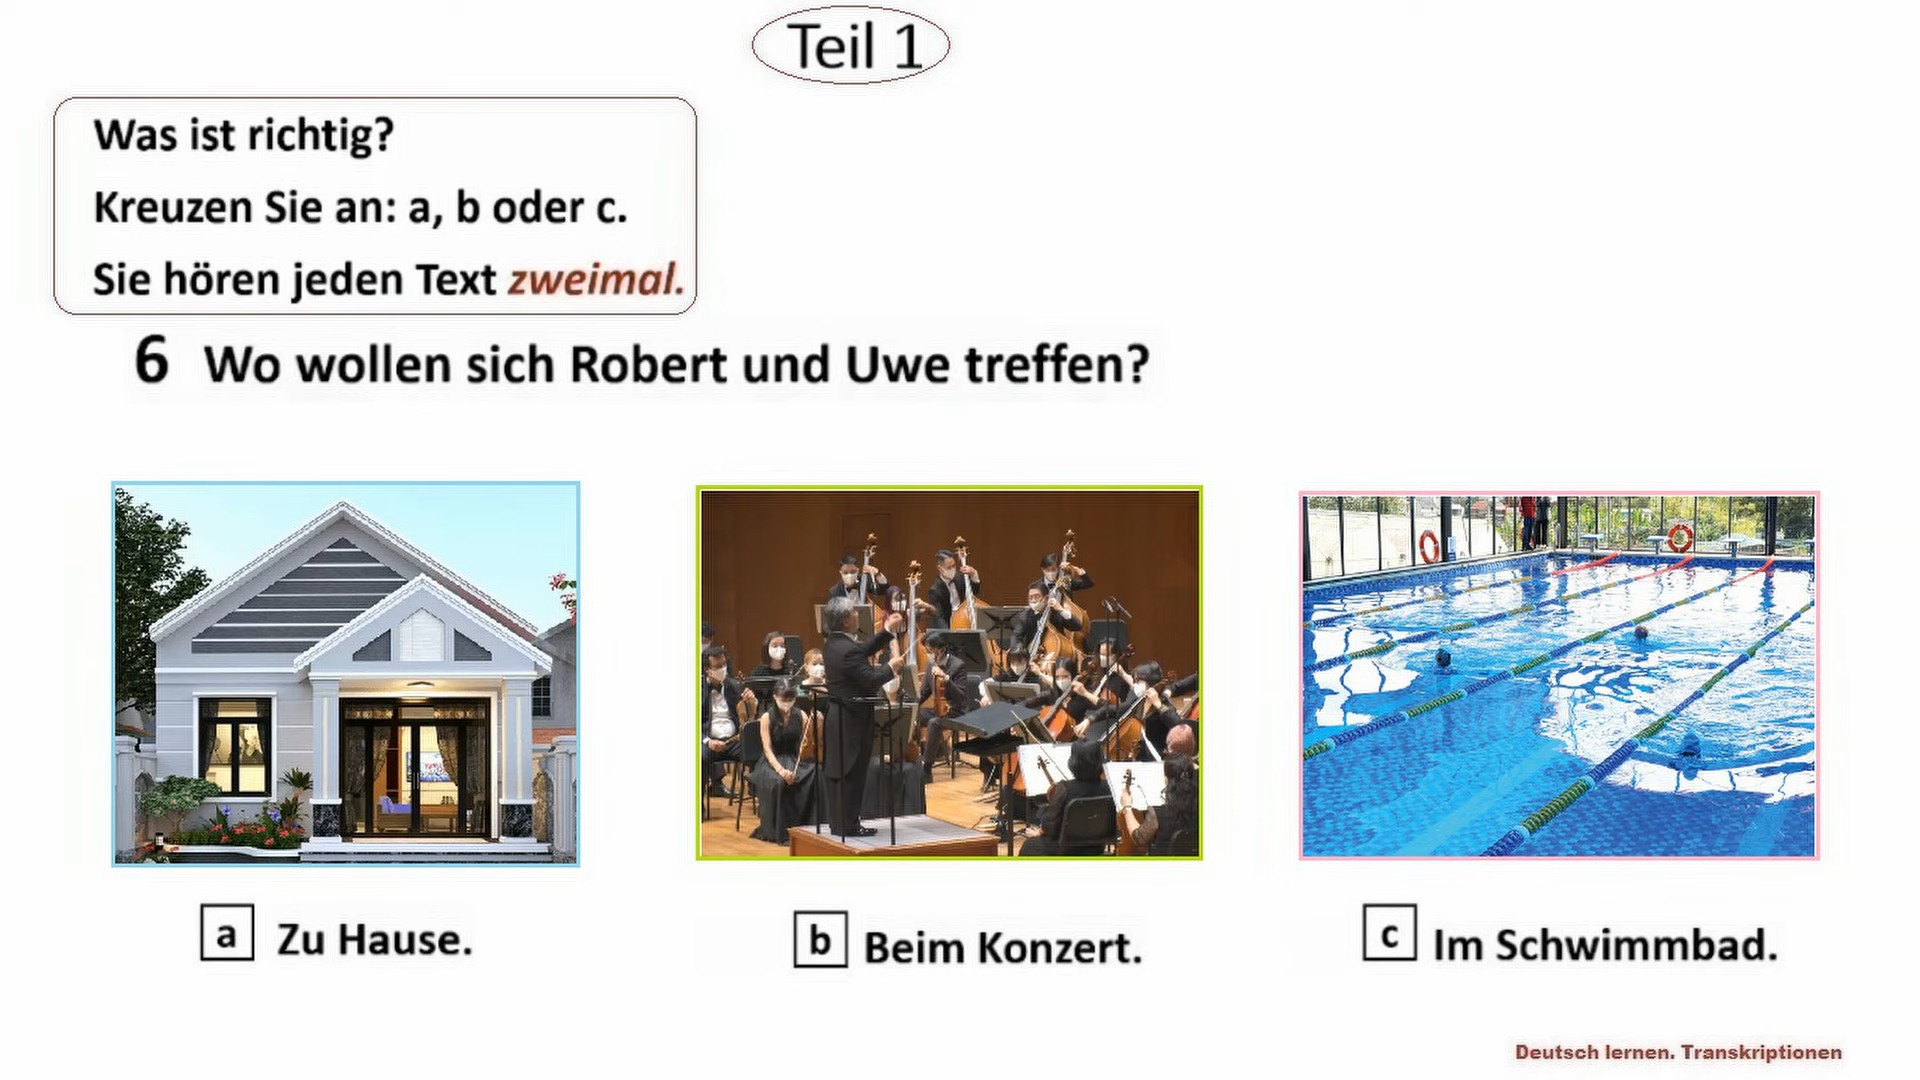 Teil 1
Was ist richtig?
Kreuzen Sie an: a, b oder c.
Sie hören jeden Text zweimal.
6 Wo wollen sich Robert und Uwe treffen?
a Zu Hause.
b Beim Konzert.
c Im Schwimmbad.
Deutsch lernen. Transkriptionen